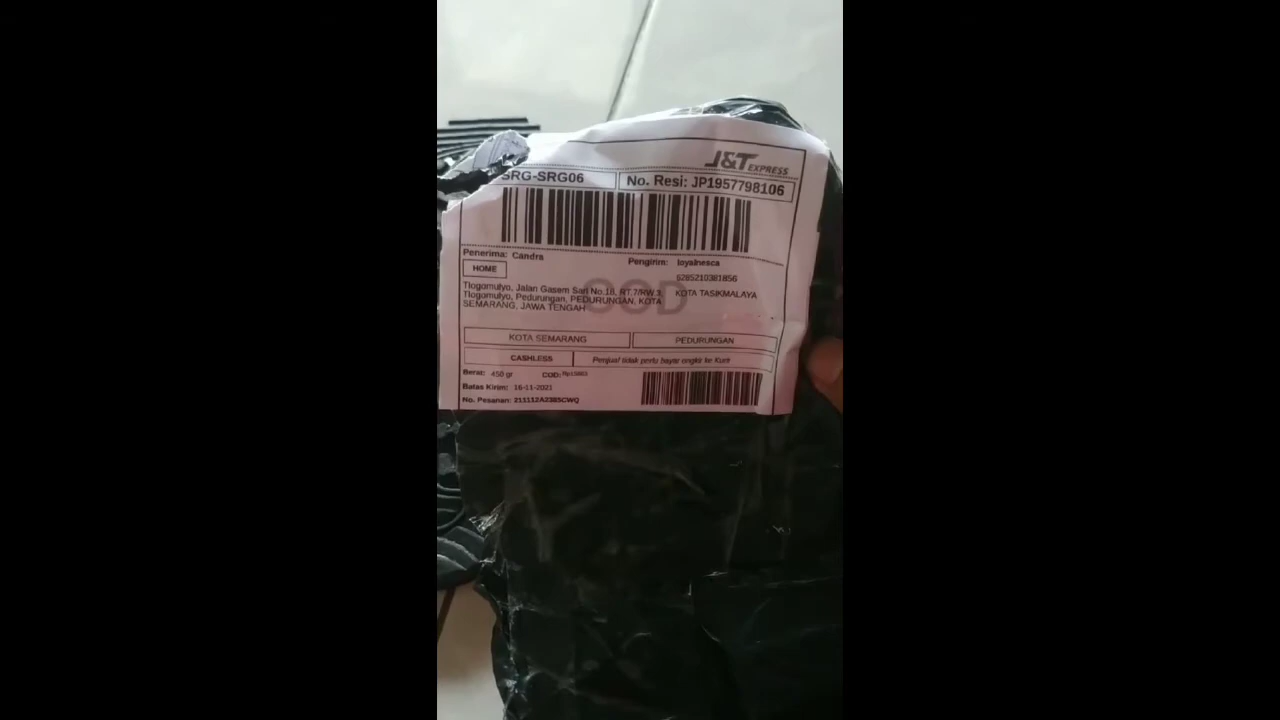 J&T EXPRESS
SRG-SRG06 No. Resi: JP1957798106
Penerima: Candra Pengirim: loyalnesca
HOME 6285210381856
Tlogomulyo, Jalan Gasem Sari No.16, RT.7/RW.3, KOTA TASIKMALAYA
Tlogomulyo, Pedurungan, PEDURUNGAN, KOTA
SEMARANG, JAWA TENGAH
COD
KOTA SEMARANG PEDURUNGAN
CASHLESS Penjual tidak perlu bayar ongkir ke Kurir
Berat: 450 gr COD:
Batas Kirim: 16-11-2021
No. Pesanan: 211112A2385CWQ